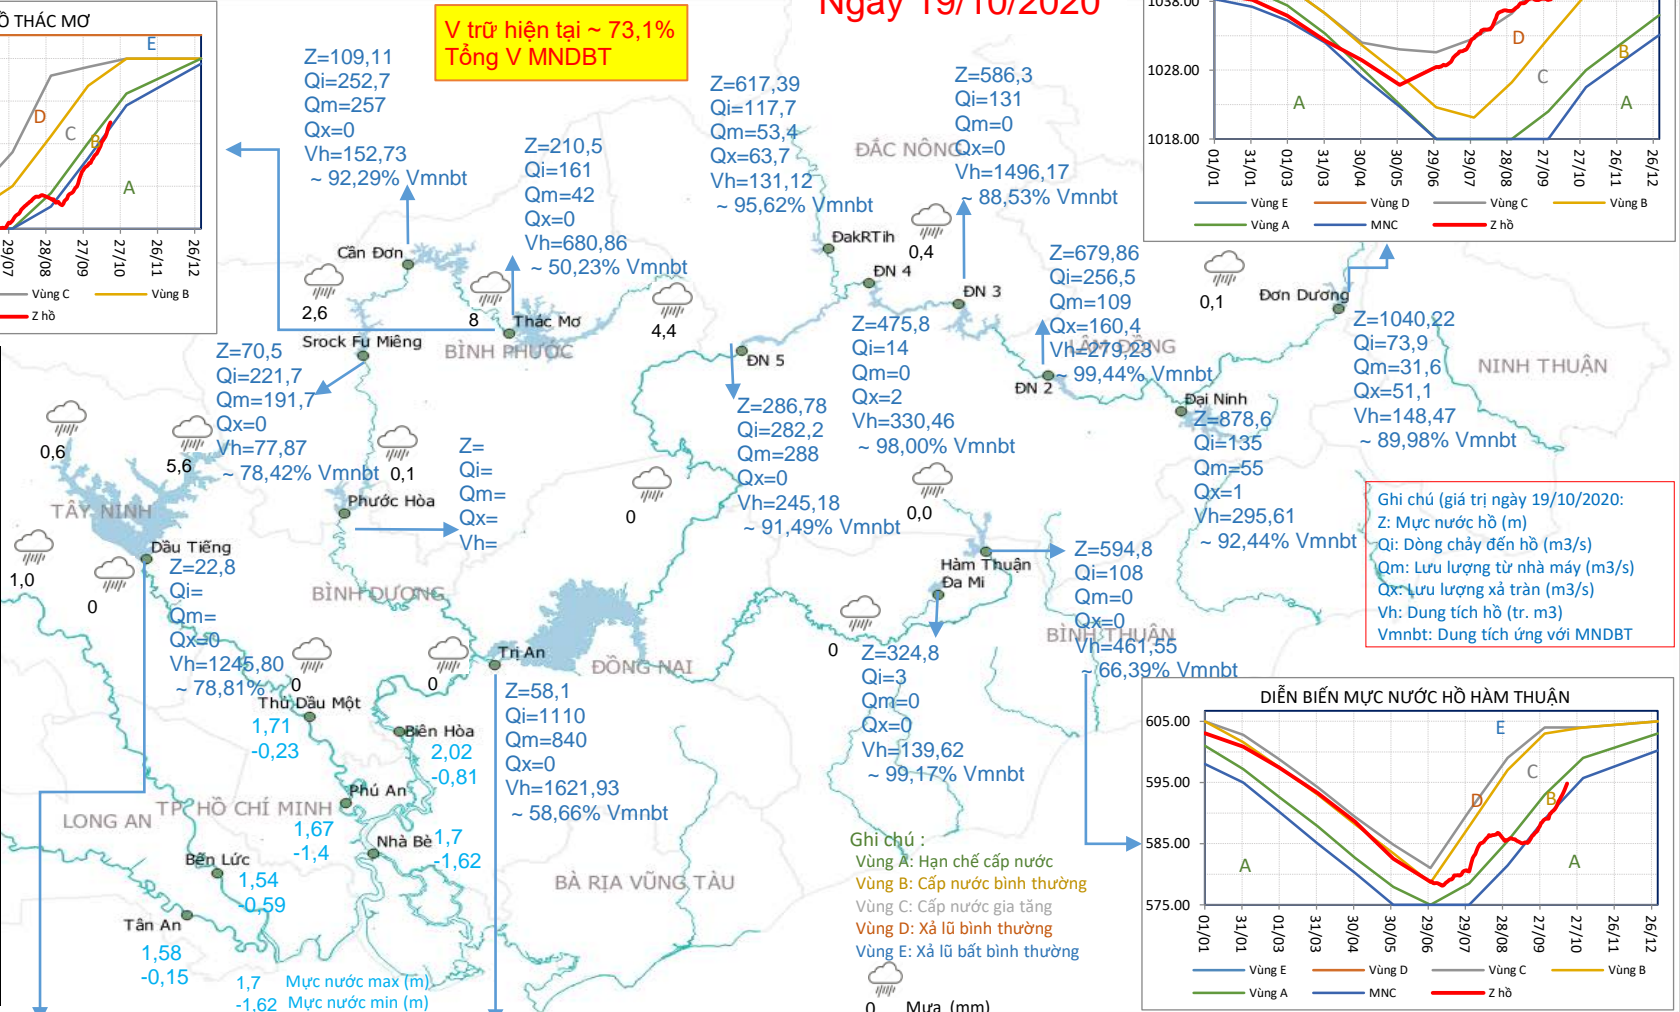 Ngày 19/10/2020
V trữ hiện tại ~ 73,1%
Tổng V MNDBT
Ồ THÁC MƠ
E
D
C
B
A
29/07
28/08
27/09
27/10
26/11
26/12
Vùng C
Vùng B
Z hồ
Z=109,11
Qi=252,7
Qm=257
Qx=0
Vh=152,73
~ 92,29% Vmnbt
Z=210,5
Qi=161
Qm=42
Qx=0
Vh=680,86
~ 50,23% Vmnbt
Z=617,39
Qi=117,7
Qm=53,4
Qx=63,7
Vh=131,12
~ 95,62% Vmnbt
ĐẮC NÔNG
Z=586,3
Qi=131
Qm=0
Qx=0
Vh=1496,17
~ 88,53% Vmnbt
1038.00
1028.00
1018.00
A
D
C
B
A
01/01
31/01
01/03
31/03
30/04
30/05
29/06
29/07
28/08
27/09
27/10
26/11
26/12
Vùng E
Vùng D
Vùng C
Vùng B
Vùng A
MNC
Z hồ
Cần Đơn
2,6
8
Thác Mơ
4,4
Srock Fu Miêng
BÌNH PHƯỚC
ĐakRTih
0,4
ĐN 4
ĐN 3
ĐN 5
Z=679,86
Qi=256,5
Qm=109
Qx=160,4
Vh=279,23
~ 99,44% Vmnbt
LÂM ĐỒNG
ĐN 2
0,1
Đơn Dương
Z=1040,22
Qi=73,9
Qm=31,6
Qx=51,1
Vh=148,47
~ 89,98% Vmnbt
NINH THUẬN
Z=70,5
Qi=221,7
Qm=191,7
Qx=0
Vh=77,87
~ 78,42% Vmnbt
Z=475,8
Qi=14
Qm=0
Qx=2
Vh=330,46
~ 98,00% Vmnbt
Z=286,78
Qi=282,2
Qm=288
Qx=0
Vh=245,18
~ 91,49% Vmnbt
Đại Ninh
Z=878,6
Qi=135
Qm=55
Qx=1
Vh=295,61
~ 92,44% Vmnbt
0,6
5,6
0,1
Z=
Qi=
Qm=
Qx=
Vh=
Phước Hòa
0
0,0
TÂY NINH
1,0
0
Dầu Tiếng
Z=22,8
Qi=
Qm=
Qx=0
Vh=1245,80
~ 78,81%
BÌNH DƯƠNG
Ghi chú (giá trị ngày 19/10/2020:
Z: Mực nước hồ (m)
Qi: Dòng chảy đến hồ (m3/s)
Qm: Lưu lượng từ nhà máy (m3/s)
Qx: Lưu lượng xả tràn (m3/s)
Vh: Dung tích hồ (tr. m3)
Vmnbt: Dung tích ứng với MNDBT
Hàm Thuận
Đa Mi
Z=594,8
Qi=108
Qm=0
Qx=0
Vh=461,55
~ 66,39% Vmnbt
BÌNH THUẬN
0
Z=324,8
Qi=3
Qm=0
Qx=0
Vh=139,62
~ 99,17% Vmnbt
0
0
Trị An
ĐỒNG NAI
Z=58,1
Qi=1110
Qm=840
Qx=0
Vh=1621,93
~ 58,66% Vmnbt
Thủ Dầu Một
1,71
-0,23
Biên Hòa
2,02
-0,81
Phú An
TP HỒ CHÍ MINH
1,67
-1,4
LONG AN
Nhà Bè
1,7
-1,62
Bến Lức
1,54
-0,59
Tân An
1,58
-0,15
BÀ RỊA VŨNG TÀU
1,7 Mực nước max (m)
-1,62 Mực nước min (m)
Ghi chú :
Vùng A: Hạn chế cấp nước
Vùng B: Cấp nước bình thường
Vùng C: Cấp nước gia tăng
Vùng D: Xả lũ bình thường
Vùng E: Xả lũ bất bình thường
0 Mưa (mm)
DIỄN BIẾN MỰC NƯỚC HỒ HÀM THUẬN
605.00
595.00
585.00
575.00
A
E
C
D
B
A
01/01
31/01
01/03
31/03
30/04
30/05
29/06
29/07
28/08
27/09
27/10
26/11
26/12
Vùng E
Vùng D
Vùng C
Vùng B
Vùng A
MNC
Z hồ